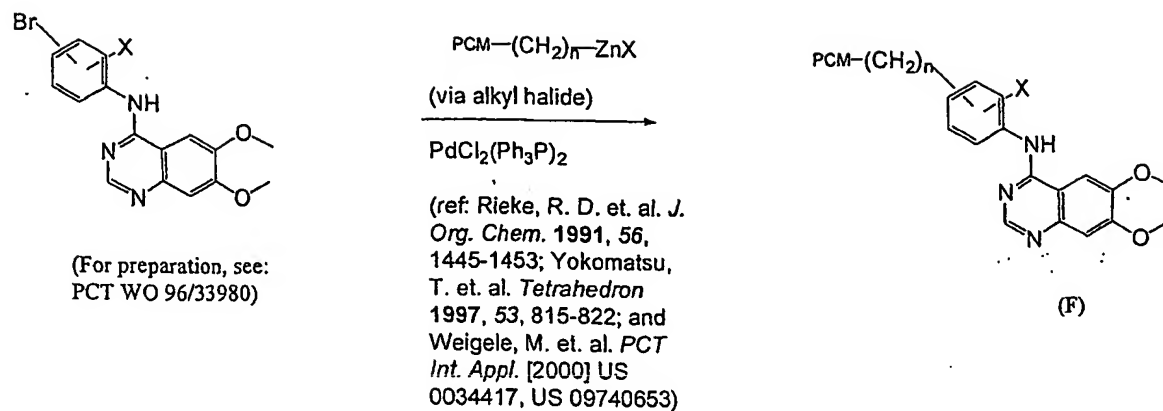 Br
X
NH
N
N
O
O
(For preparation, see:
PCT WO 96/33980)
PCM—(CH2)n—ZnX
(via alkyl halide)
PdCl2(Ph3P)2
(ref: Rieke, R. D. et. al. J.
Org. Chem. 1991, 56,
1445-1453; Yokomatsu,
T. et. al. Tetrahedron
1997, 53, 815-822; and
Weigele, M. et. al. PCT
Int. Appl. [2000] US
0034417, US 09740653)
PCM—(CH2)n
X
NH
N
N
O
O
(F)